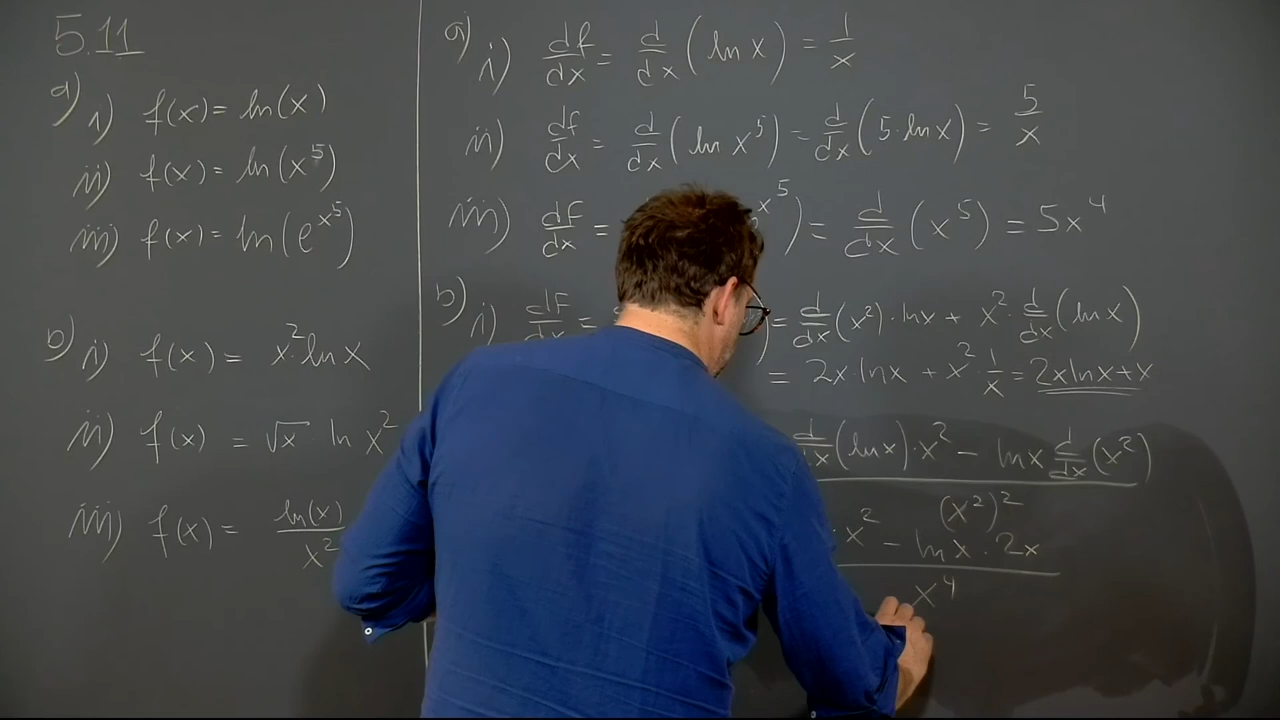 5.11
a) i) f(x) = ln(x)
ii) f(x) = ln(x^5)
iii) f(x) = ln(e^{x^5})
b) i) f(x) = x^2·ln x
ii) f(x) = √x · ln x^2
iii) f(x) = ln(x)/x^2
a) i) df/dx = d/dx (ln x) = 1/x
ii) df/dx = d/dx (ln x^5) = d/dx (5·ln x) = 5/x
iii) df/dx = x^5) = d/dx (x^5) = 5x^4
b) i) df/dx = ) = d/dx (x^2)·ln x + x^2· d/dx (ln x)
= 2x·ln x + x^2·1/x = 2x ln x + x
d/dx (ln x)·x^2 − ln x d/dx (x^2)
(x^2)^2
· x^2 − ln x · 2x
x^4